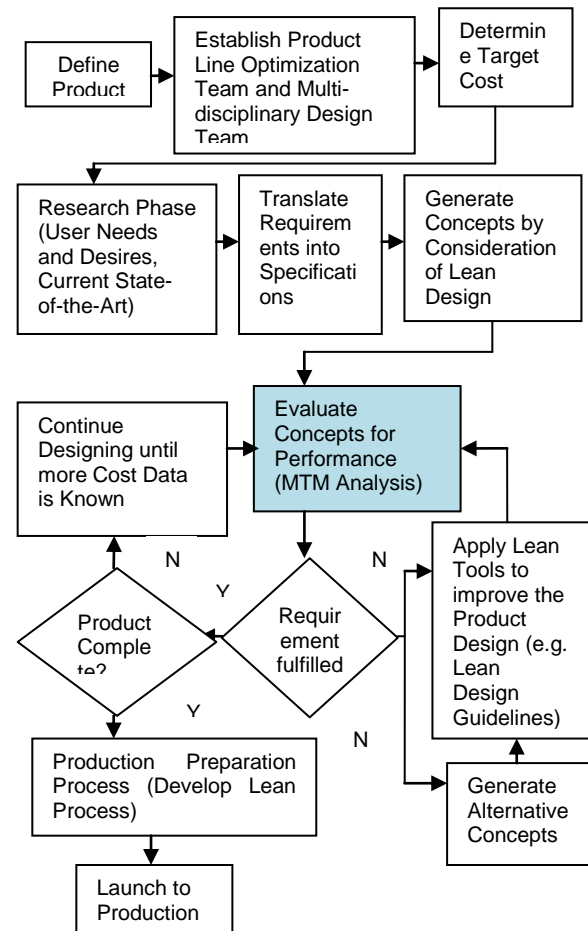 Define
Product
Establish Product
Line Optimization
Team and Multi-
disciplinary Design
Team
Determin
e Target
Cost
Research Phase
(User Needs
and Desires,
Current State-
of-the-Art)
Translate
Requirem
ents into
Specificati
ons
Generate
Concepts by
Consideration
of Lean
Design
Continue
Designing until
more Cost Data
is Known
Evaluate
Concepts for
Performance
(MTM Analysis)
N
Y
N
Product
Comple
te?
Requir
ement
fulfilled
Apply Lean
Tools to
improve the
Product
Design (e.g.
Lean
Design
Guidelines)
Y
N
Production Preparation
Process (Develop Lean
Process)
Generate
Alternative
Concepts
Launch to
Production